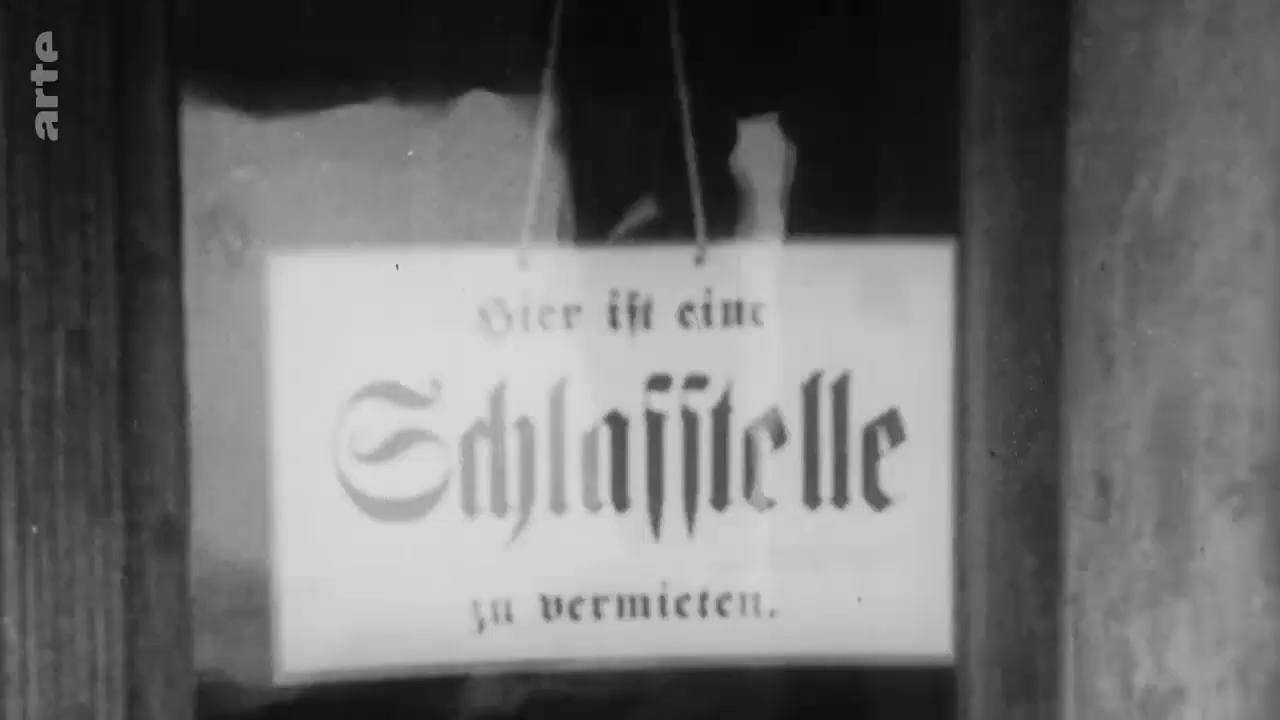 arte
Hier ist eine
Schlafstelle
zu vermieten.